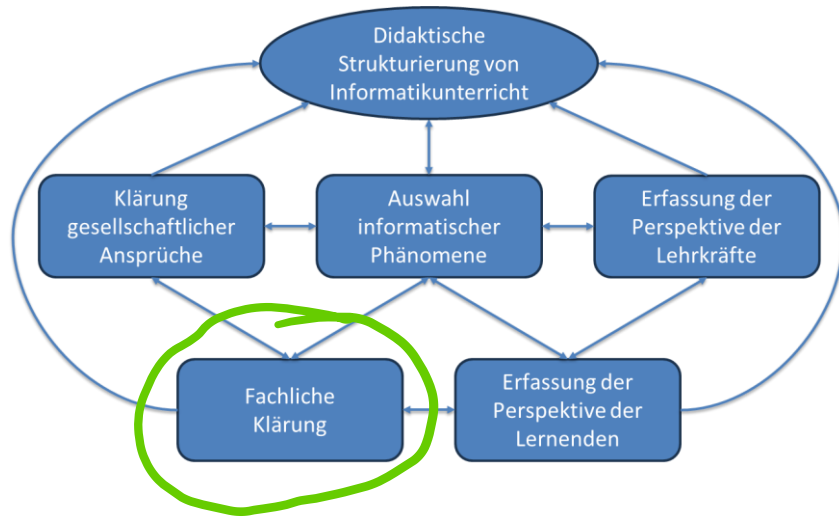 Didaktische
Strukturierung von
Informatikunterricht
Klärung
gesellschaftlicher
Ansprüche
Auswahl
informatischer
Phänomene
Erfassung der
Perspektive der
Lehrkräfte
Fachliche
Klärung
Erfassung der
Perspektive der
Lernenden